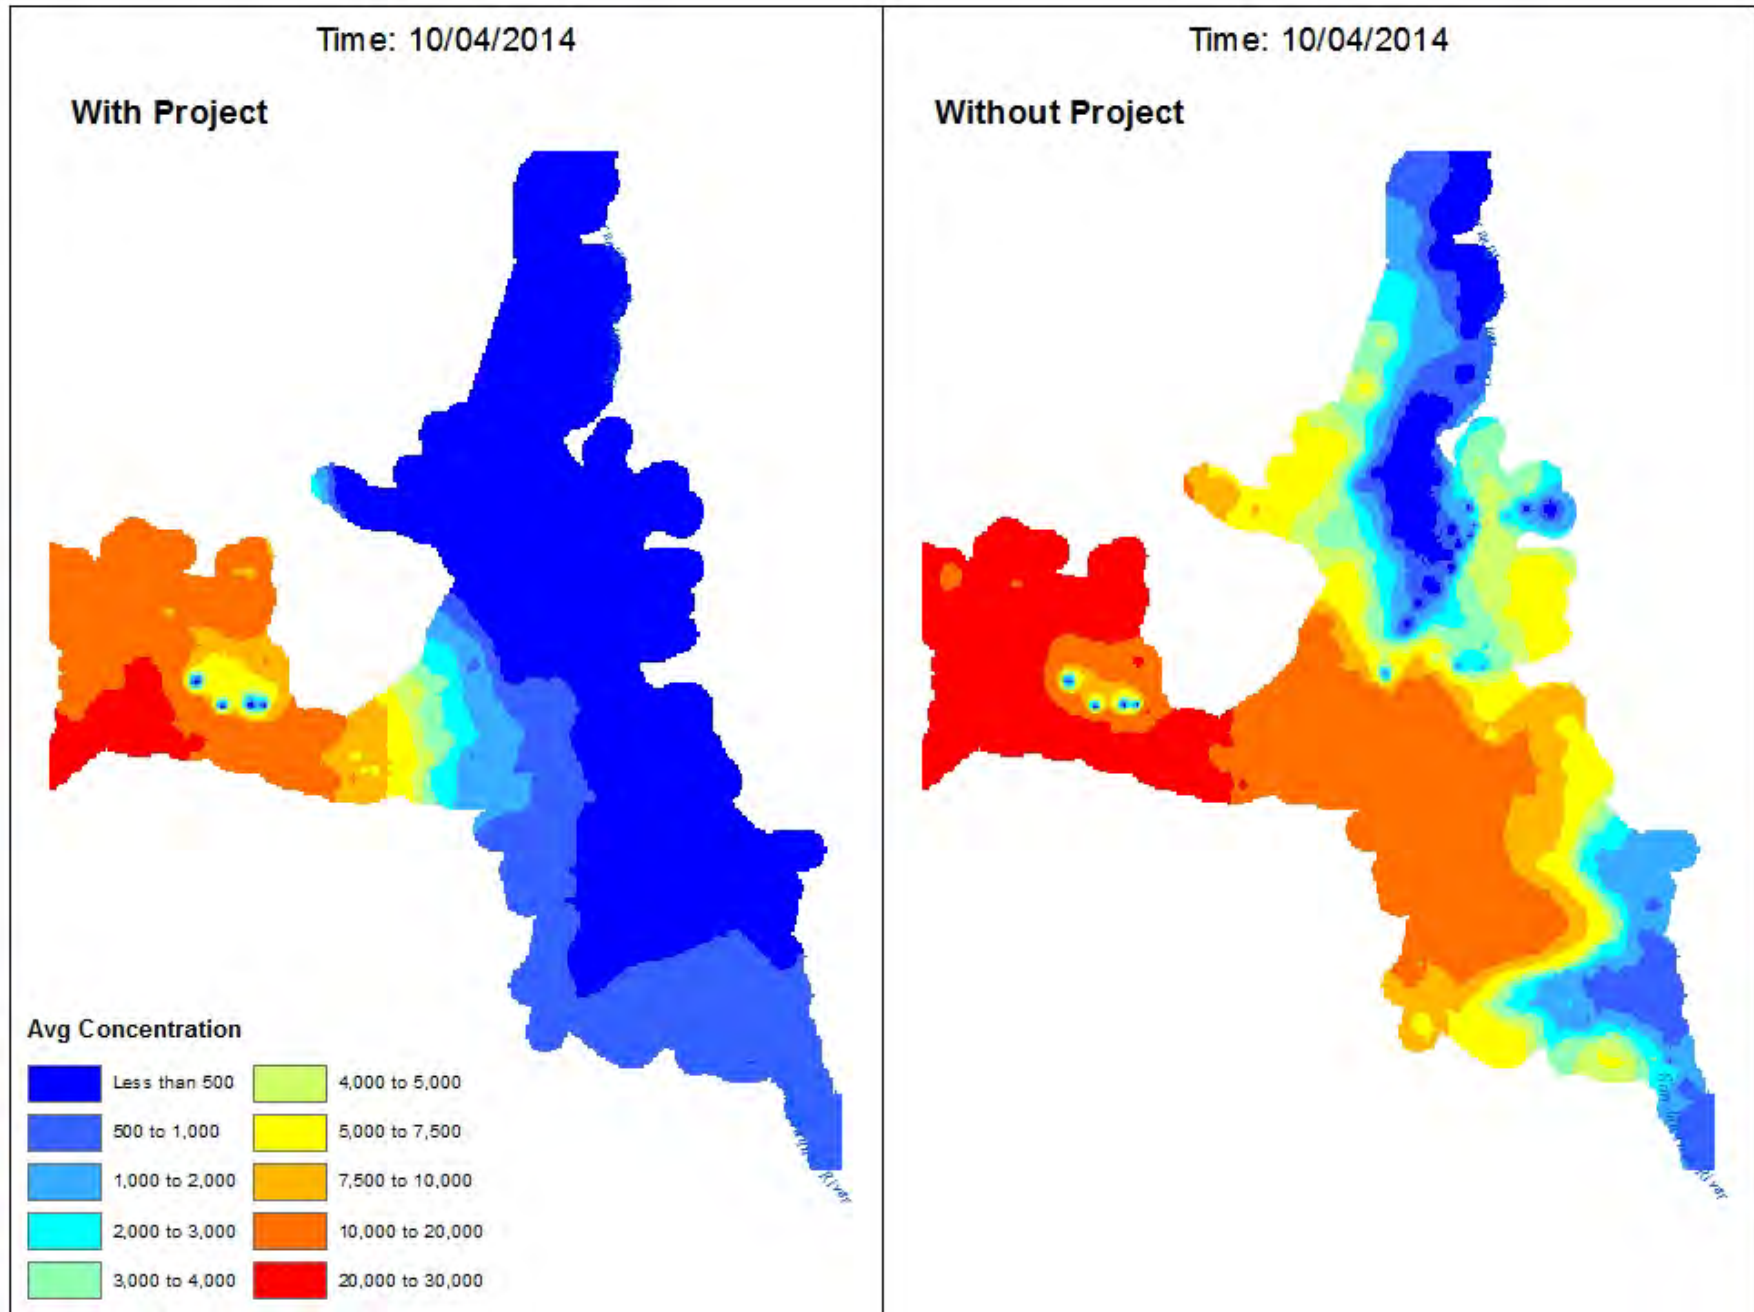 Time: 10/04/2014
With Project
Avg Concentration
Less than 500
500 to 1,000
1,000 to 2,000
2,000 to 3,000
3,000 to 4,000
4,000 to 5,000
5,000 to 7,500
7,500 to 10,000
10,000 to 20,000
20,000 to 30,000
River
Time: 10/04/2014
Without Project
River